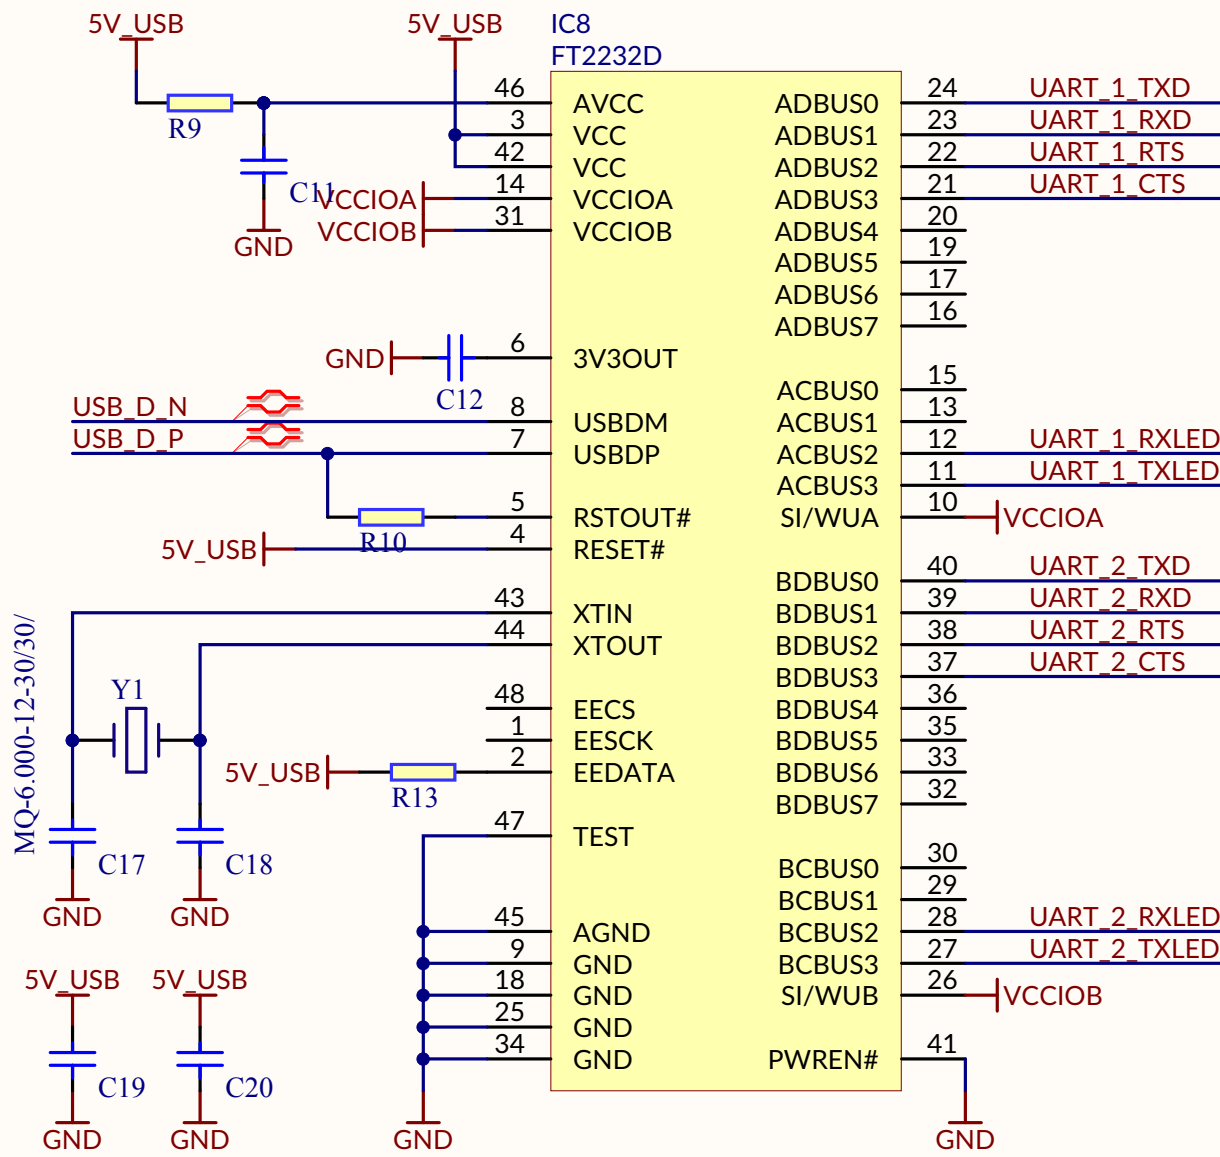 5V_USB
5V_USB
IC8
FT2232D
R9
C11
GND
VCCIOA
VCCIOB
46 AVCC
3 VCC
42 VCC
14 VCCIOA
31 VCCIOB
GND
C12
6 3V3OUT
USB_D_N
8 USBDM
USB_D_P
7 USBDP
R10
5 RSTOUT#
5V_USB
4 RESET#
43 XTIN
44 XTOUT
MQ-6.000-12-30/30/
Y1
48 EECS
1 EESCK
5V_USB
R13
2 EEDATA
47 TEST
C17
C18
GND
GND
45 AGND
9 GND
18 GND
25 GND
34 GND
5V_USB
5V_USB
C19
C20
GND
GND
GND
ADBUS0 24 UART_1_TXD
ADBUS1 23 UART_1_RXD
ADBUS2 22 UART_1_RTS
ADBUS3 21 UART_1_CTS
ADBUS4 20
ADBUS5 19
ADBUS6 17
ADBUS7 16
ACBUS0 15
ACBUS1 13
ACBUS2 12 UART_1_RXLED
ACBUS3 11 UART_1_TXLED
SI/WUA 10 VCCIOA
BDBUS0 40 UART_2_TXD
BDBUS1 39 UART_2_RXD
BDBUS2 38 UART_2_RTS
BDBUS3 37 UART_2_CTS
BDBUS4 36
BDBUS5 35
BDBUS6 33
BDBUS7 32
BCBUS0 30
BCBUS1 29
BCBUS2 28 UART_2_RXLED
BCBUS3 27 UART_2_TXLED
SI/WUB 26 VCCIOB
PWREN# 41
GND